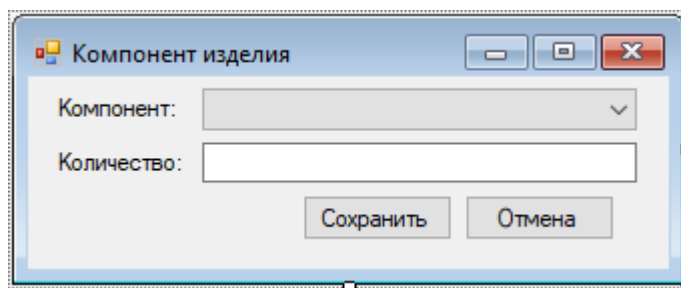 Компонент изделия
Компонент:
Количество:
Сохранить Отмена